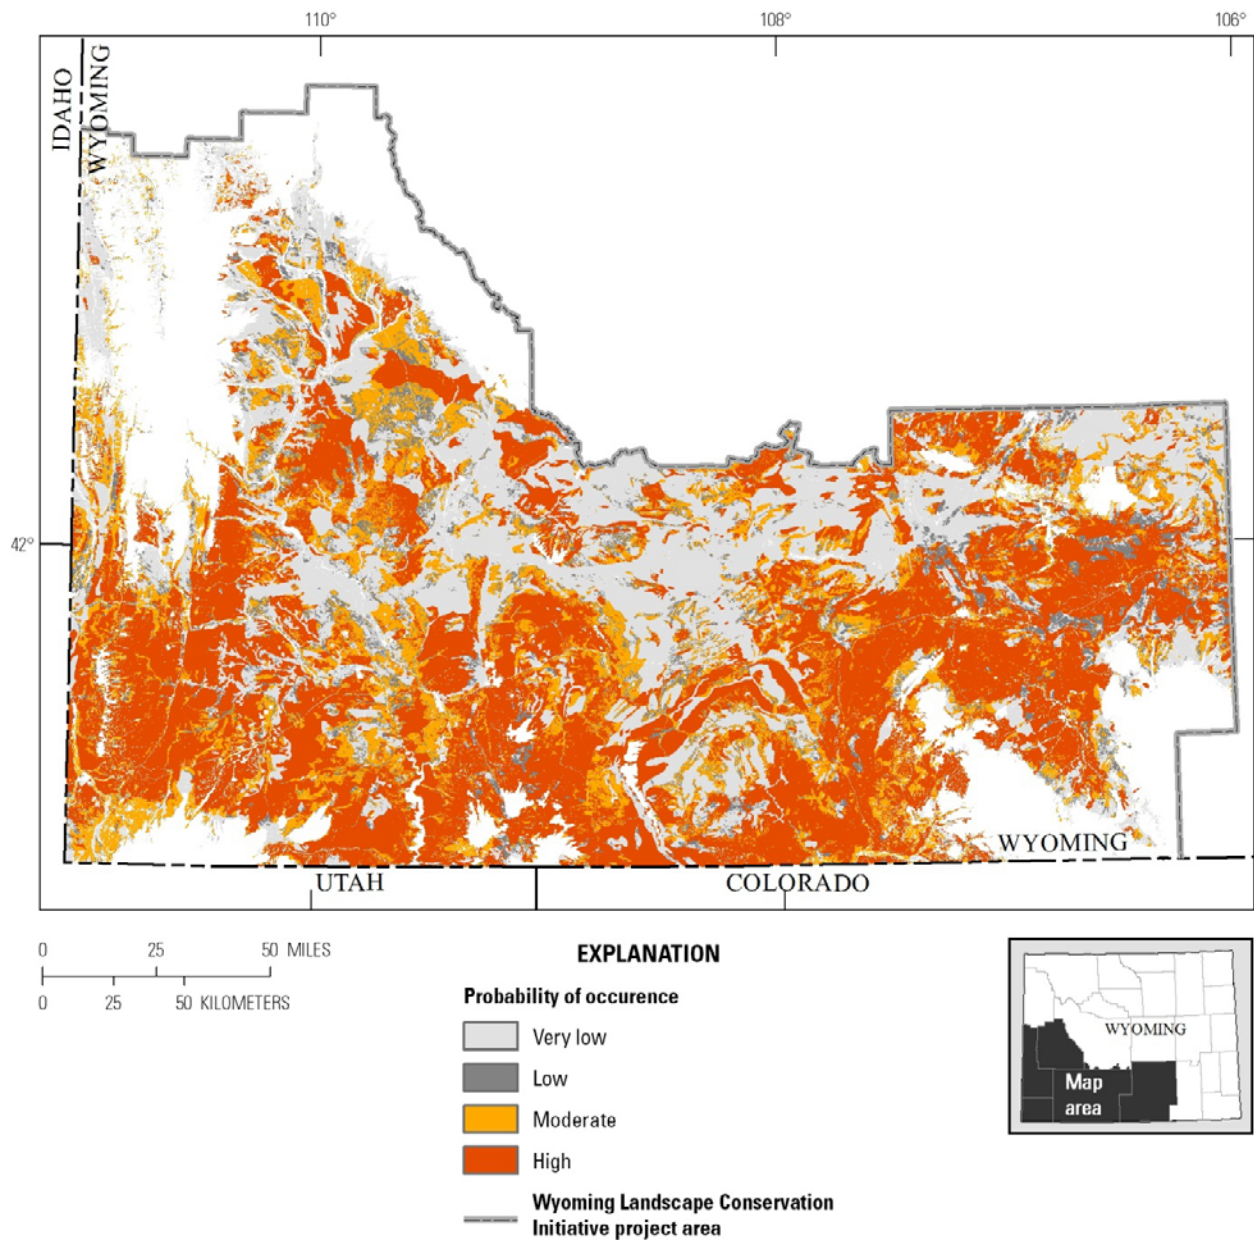 110°
108°
106°
IDAHO
WYOMING
42°
WYOMING
UTAH
COLORADO
0 25 50 MILES
0 25 50 KILOMETERS
EXPLANATION
Probability of occurence
Very low
Low
Moderate
High
Wyoming Landscape Conservation
Initiative project area
WYOMING
Map
area